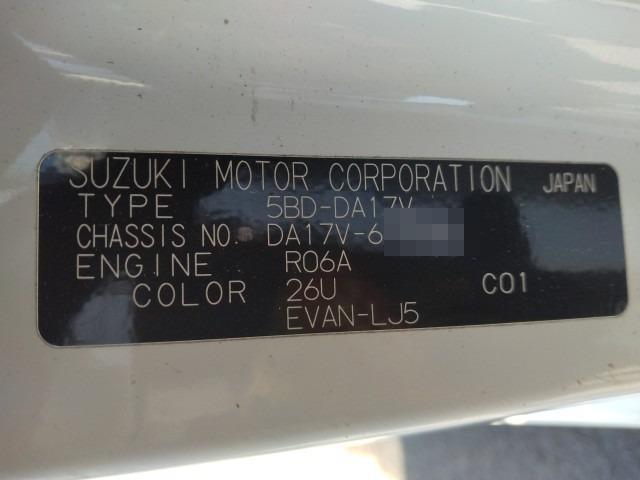 SUZUKI MOTOR CORPORATION JAPAN
TYPE 5BD-DA17V
CHASSIS NO. DA17V-6
ENGINE R06A
COLOR 26U C01
EVAN-LJ5